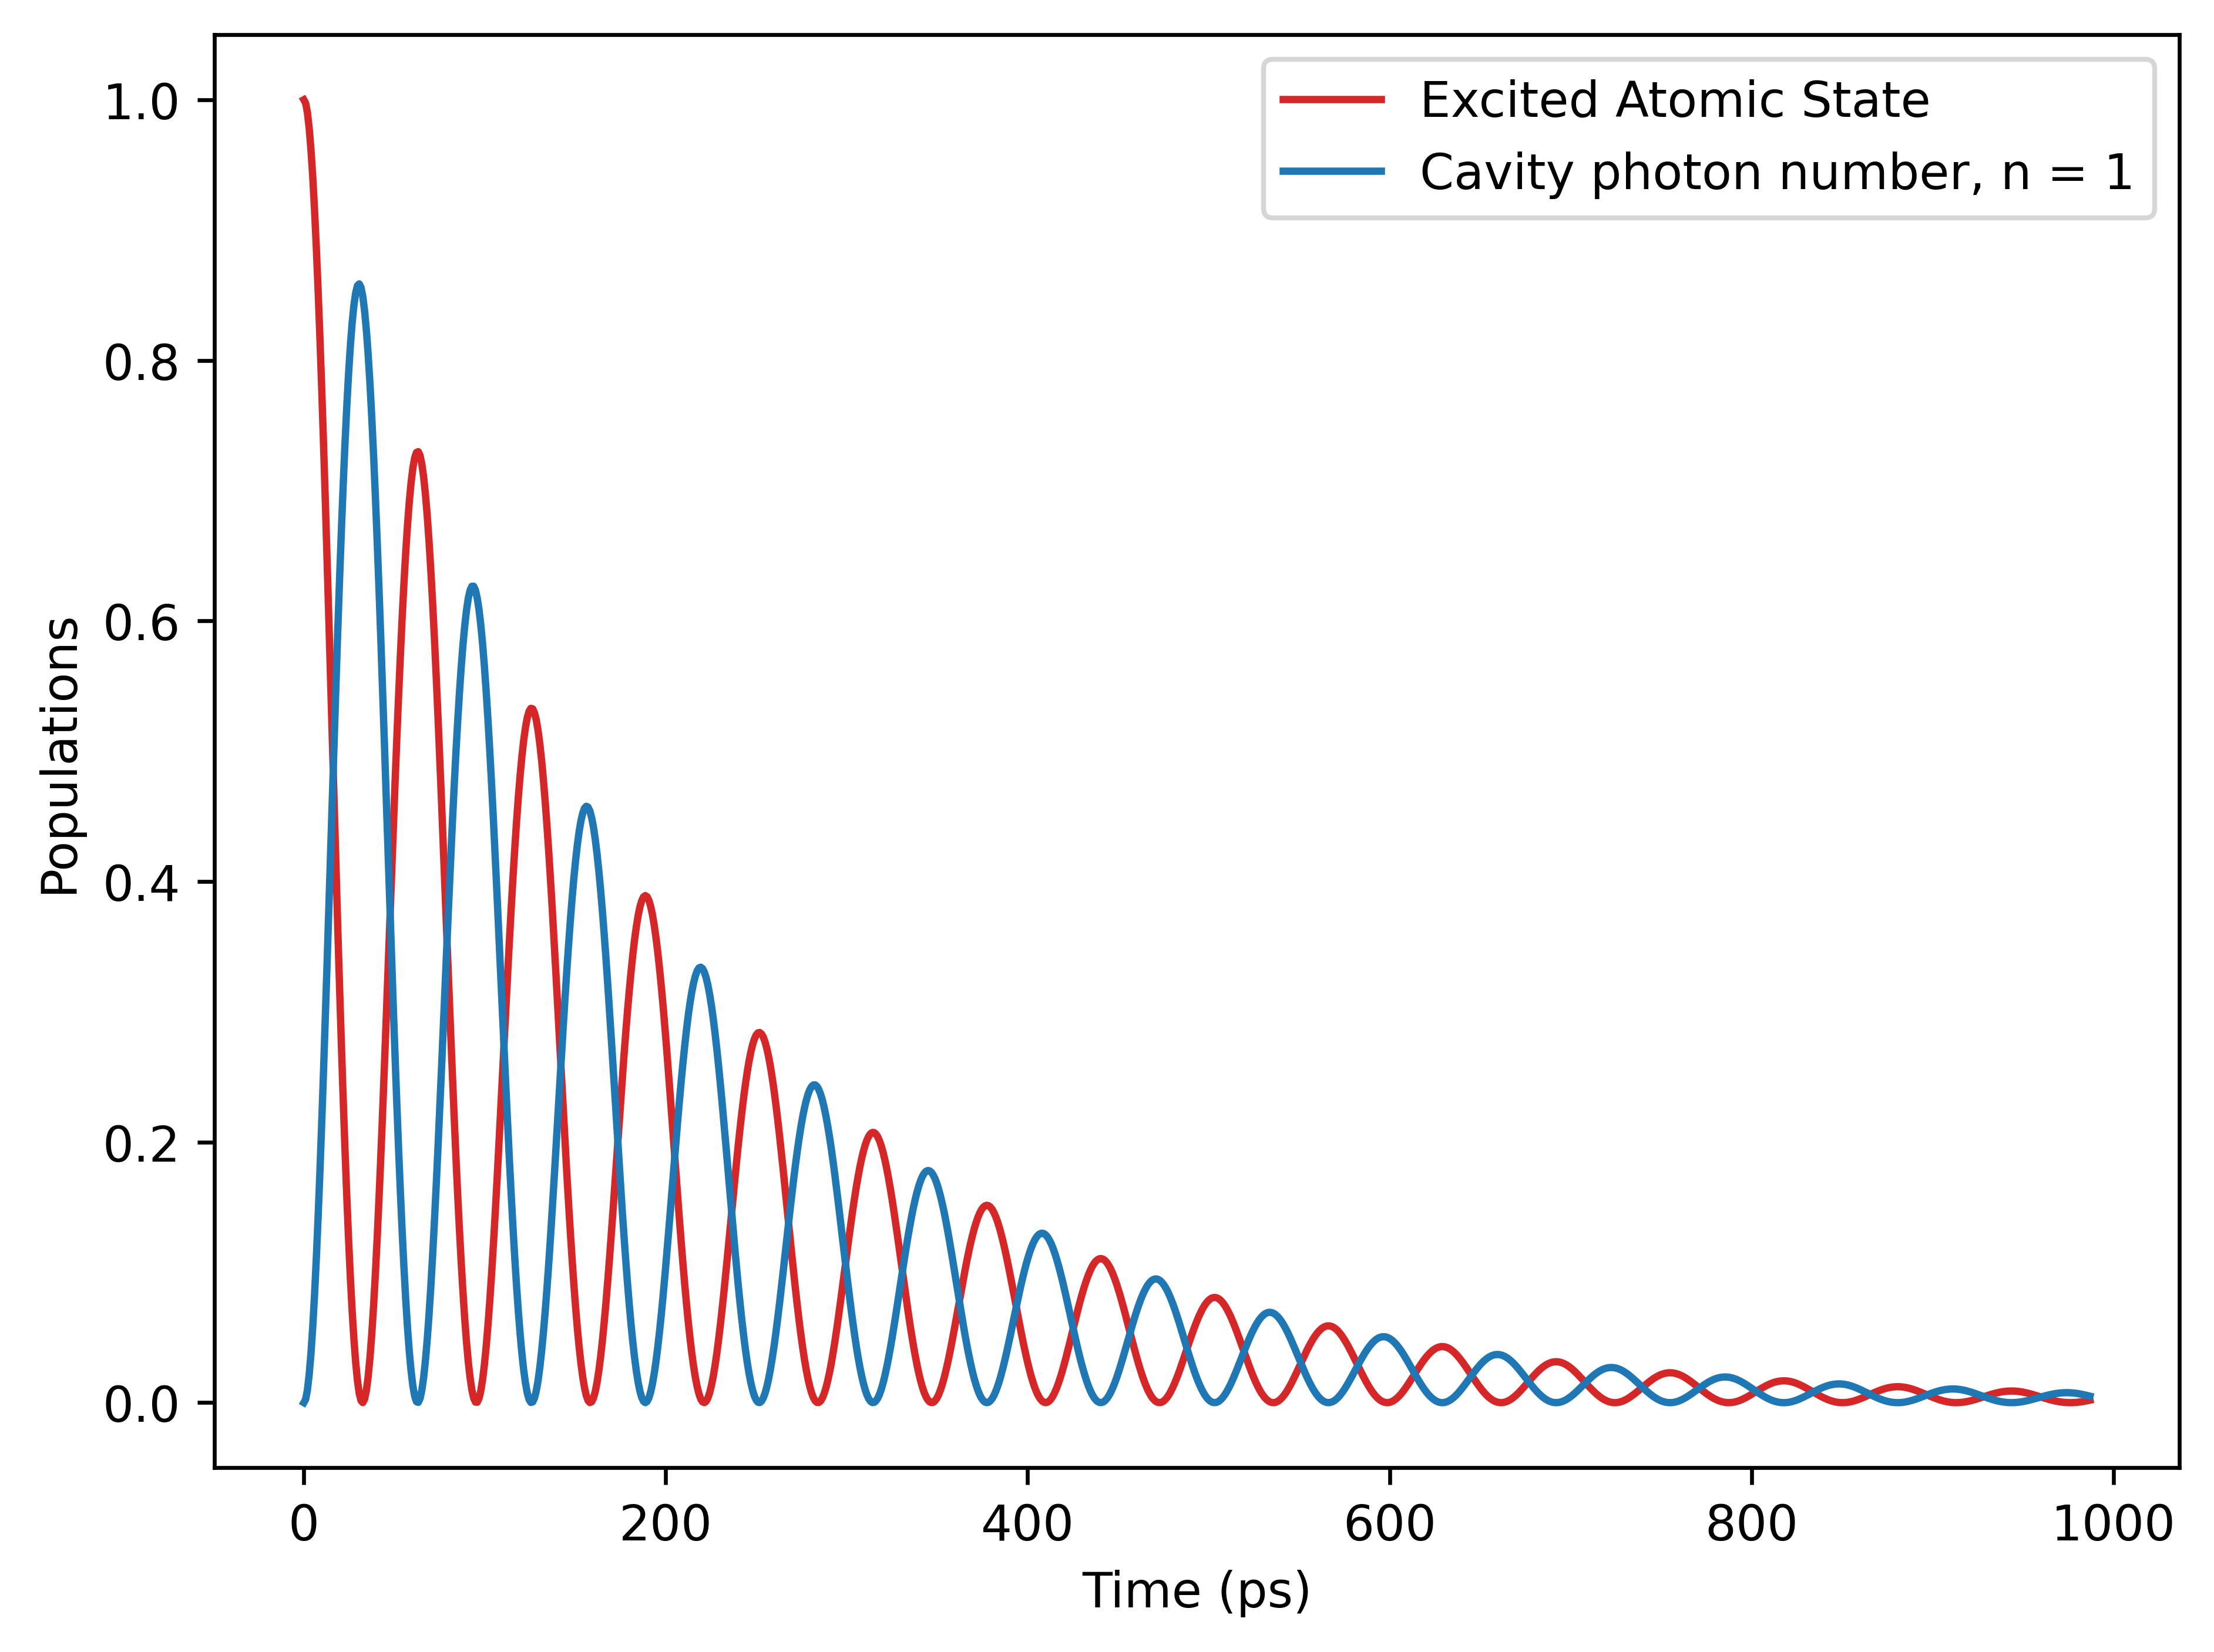 Excited Atomic State
Cavity photon number, n = 1
1.0
0.8
0.6
0.4
0.2
0.0
Populations
0 200 400 600 800 1000
Time (ps)